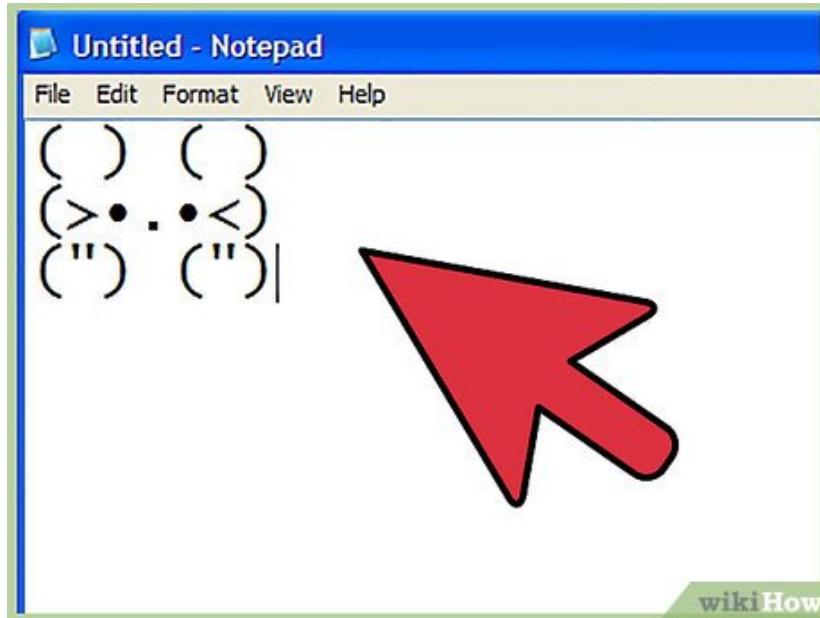 Untitled - Notepad
File Edit Format View Help
( ) ( )
(>•.•<)
(") (")
wikiHow